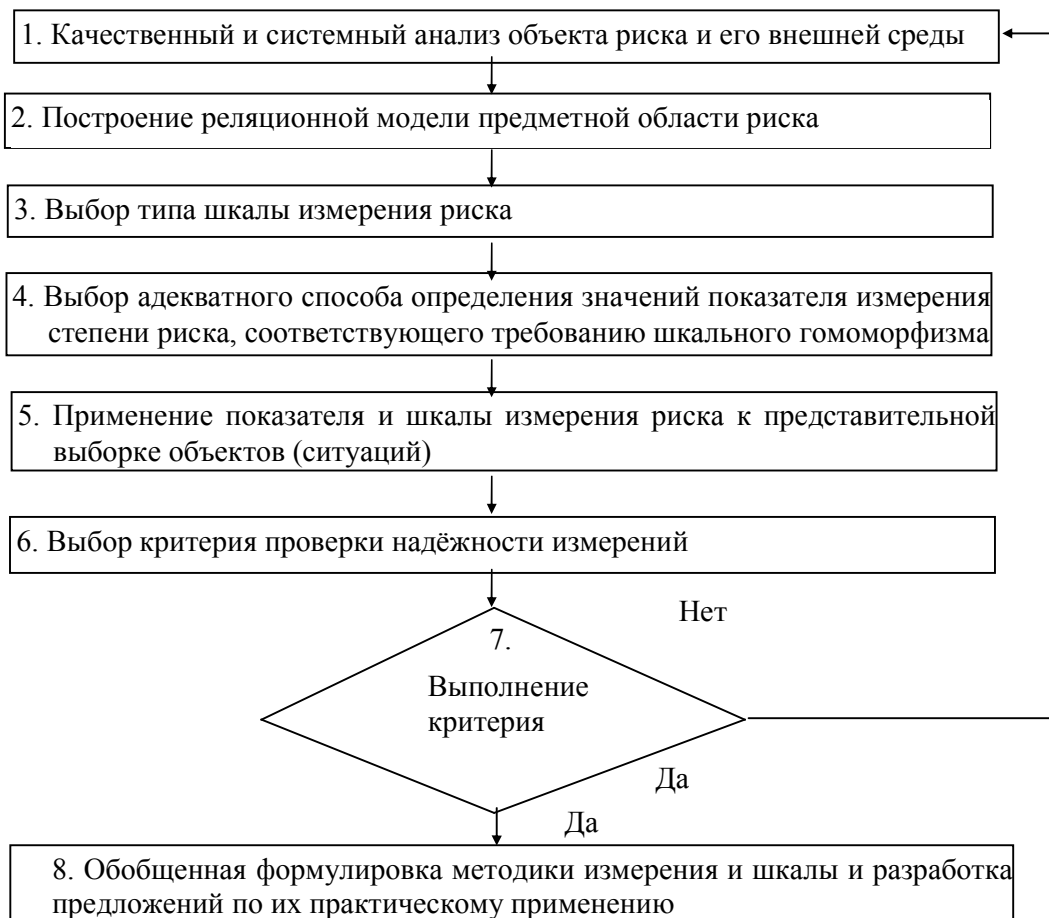 1. Качественный и системный анализ объекта риска и его внешней среды
2. Построение реляционной модели предметной области риска
3. Выбор типа шкалы измерения риска
4. Выбор адекватного способа определения значений показателя измерения
степени риска, соответствующего требованию шкального гомоморфизма
5. Применение показателя и шкалы измерения риска к представительной
выборке объектов (ситуаций)
6. Выбор критерия проверки надёжности измерений
Нет
7.
Выполнение
критерия
Да
Да
8. Обобщенная формулировка методики измерения и шкалы и разработка
предложений по их практическому применению